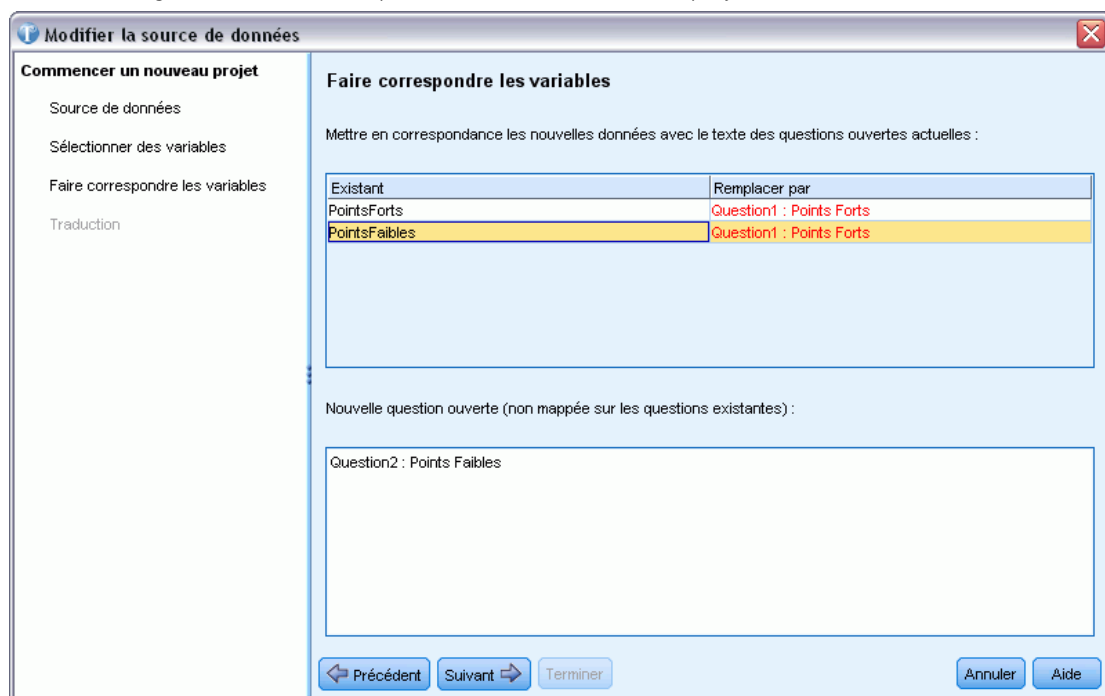 Modifier la source de données
Commencer un nouveau projet
Source de données
Sélectionner des variables
Faire correspondre les variables
Traduction
Faire correspondre les variables
Mettre en correspondance les nouvelles données avec le texte des questions ouvertes actuelles :
Existant Remplacer par
PointsForts Question1 : Points Forts
PointsFaibles Question1 : Points Forts
Nouvelle question ouverte (non mappée sur les questions existantes) :
Question2 : Points Faibles
Précédent Suivant Terminer Annuler Aide